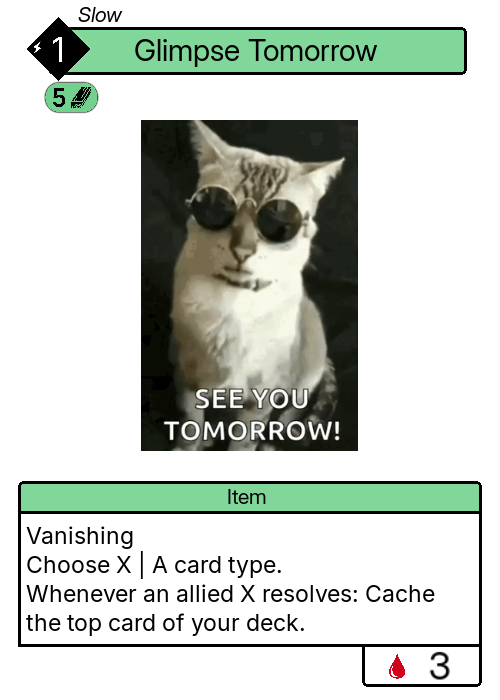 Slow
1
Glimpse Tomorrow
5
SEE YOU
TOMORROW!
Item
Vanishing
Choose X | A card type.
Whenever an allied X resolves: Cache
the top card of your deck.
3